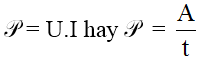 𝒫 = U.I hay 𝒫 = A/t